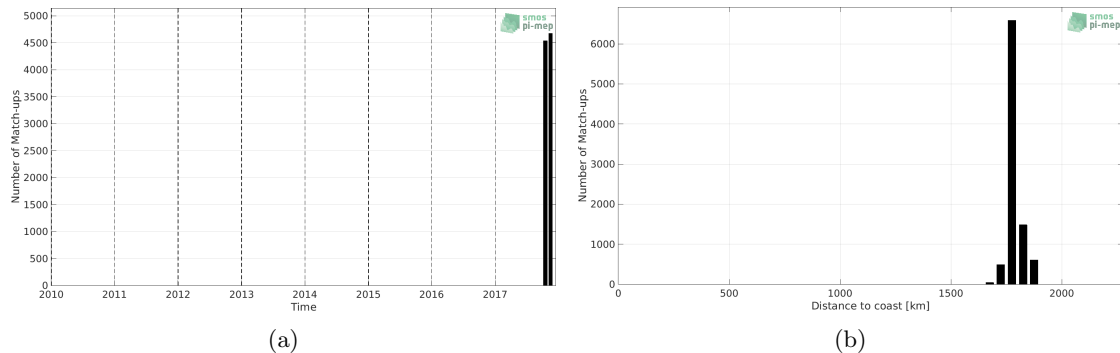 smos
pi-mep
5000
4500
4000
3500
3000
2500
2000
1500
1000
500
0
Number of Match-ups
2010 2011 2012 2013 2014 2015 2016 2017
Time
(a)
smos
pi-mep
6000
5000
4000
3000
2000
1000
0
Number of Match-ups
0 500 1000 1500 2000
Distance to coast [km]
(b)